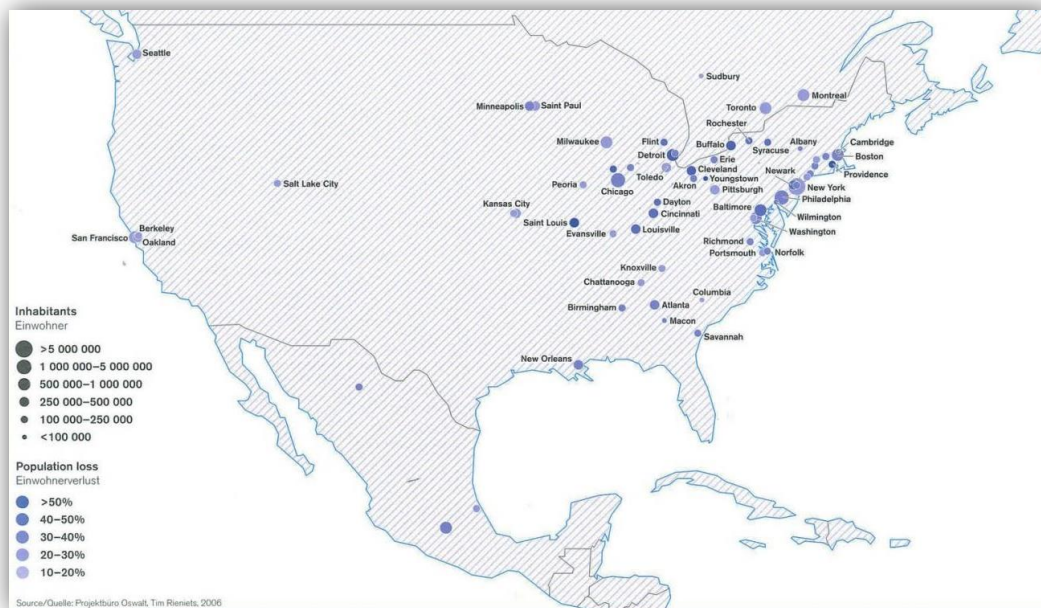 Seattle
Sudbury
Minneapolis
Saint Paul
Montreal
Toronto
Rochester
Milwaukee
Flint
Buffalo
Syracuse
Albany
Cambridge
Boston
Detroit
Erie
Cleveland
Providence
Toledo
Youngstown
Newark
Salt Lake City
Peoria
Chicago
Akron
Pittsburgh
New York
Philadelphia
Kansas City
Dayton
Baltimore
Cincinnati
Wilmington
Saint Louis
Berkeley
San Francisco
Oakland
Evansville
Louisville
Washington
Richmond
Portsmouth
Norfolk
Knoxville
Chattanooga
Columbia
Birmingham
Atlanta
Macon
Savannah
New Orleans
Inhabitants
Einwohner
>5 000 000
1 000 000–5 000 000
500 000–1 000 000
250 000–500 000
100 000–250 000
<100 000
Population loss
Einwohnerverlust
>50%
40–50%
30–40%
20–30%
10–20%
Source/Quelle: Projektbüro Oswalt, Tim Rieniets, 2006